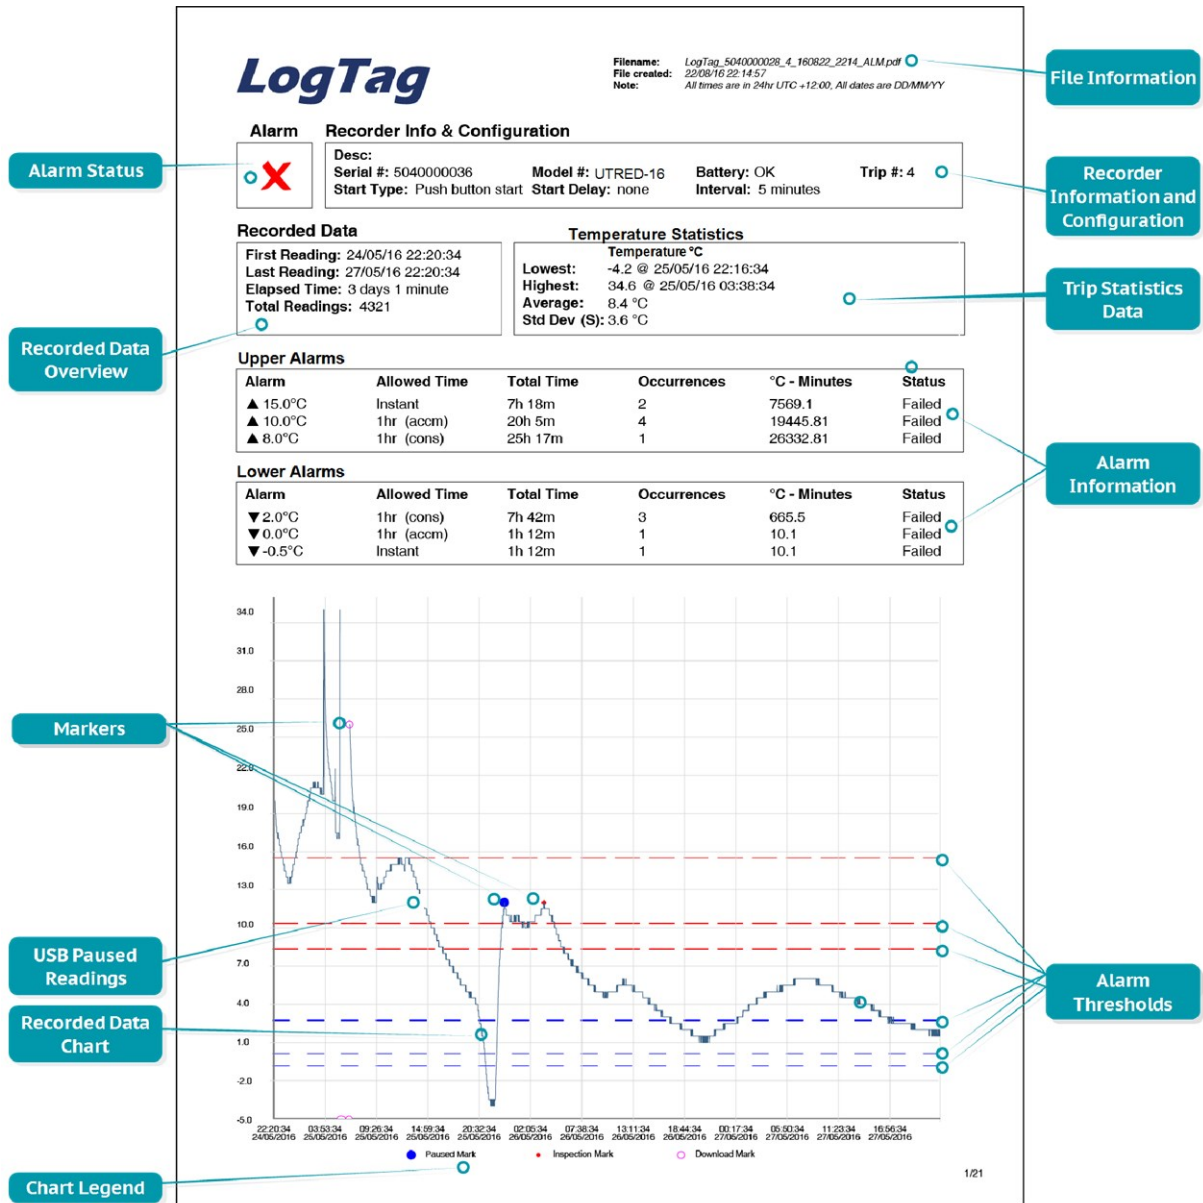 LogTag
Filename: LogTag_5040000028_4_160822_2214_ALM.pdf
File created: 22/08/16 22:14:57
Note: All times are in 24hr UTC +12:00, All dates are DD/MM/YY
File Information
Alarm Status
Alarm
Recorder Info & Configuration
Desc:
Serial #: 5040000036 Model #: UTRED-16 Battery: OK Trip #: 4
Start Type: Push button start Start Delay: none Interval: 5 minutes
Recorder
Information and
Configuration
Recorded Data
First Reading: 24/05/16 22:20:34
Last Reading: 27/05/16 22:20:34
Elapsed Time: 3 days 1 minute
Total Readings: 4321
Temperature Statistics
Temperature °C
Lowest: -4.2 @ 25/05/16 22:16:34
Highest: 34.6 @ 25/05/16 03:38:34
Average: 8.4 °C
Std Dev (S): 3.6 °C
Trip Statistics
Data
Recorded Data
Overview
Upper Alarms
Alarm Allowed Time Total Time Occurrences °C - Minutes Status
▲ 15.0°C Instant 7h 18m 2 7569.1 Failed
▲ 10.0°C 1hr (accm) 20h 5m 4 19445.81 Failed
▲ 8.0°C 1hr (cons) 25h 17m 1 26332.81 Failed
Lower Alarms
Alarm Allowed Time Total Time Occurrences °C - Minutes Status
▼ 2.0°C 1hr (cons) 7h 42m 3 665.5 Failed
▼ 0.0°C 1hr (accm) 1h 12m 1 10.1 Failed
▼ -0.5°C Instant 1h 12m 1 10.1 Failed
Alarm
Information
34.0
31.0
28.0
25.0
22.0
19.0
16.0
13.0
10.0
7.0
4.0
1.0
-2.0
-5.0
Markers
USB Paused
Readings
Recorded Data
Chart
Alarm
Thresholds
22:20:34 03:53:34 09:26:34 14:59:34 20:32:34 02:05:34 07:38:34 13:11:34 18:44:34 00:17:34 05:50:34 11:23:34 16:56:34
24/05/2016 25/05/2016 25/05/2016 25/05/2016 25/05/2016 26/05/2016 26/05/2016 26/05/2016 26/05/2016 27/05/2016 27/05/2016 27/05/2016 27/05/2016
Paused Mark Inspection Mark Download Mark
Chart Legend
1/21